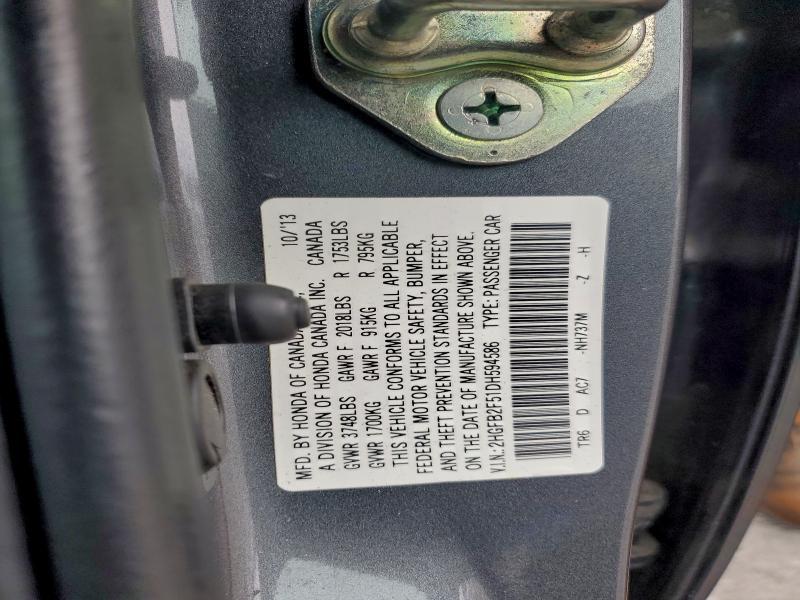 MFD. BY HONDA OF CANADA 10/'13
A DIVISION OF HONDA CANADA INC. CANADA
GVWR 3748LBS GAWR F 2018LBS R 1753LBS
GVWR 1700KG GAWR F 915KG R 795KG
THIS VEHICLE CONFORMS TO ALL APPLICABLE
FEDERAL MOTOR VEHICLE SAFETY, BUMPER,
AND THEFT PREVENTION STANDARDS IN EFFECT
ON THE DATE OF MANUFACTURE SHOWN ABOVE.
V.I.N.: 2HGFB2F51DH594586 TYPE: PASSENGER CAR
TR6 D AC7 -NH737M -Z -H